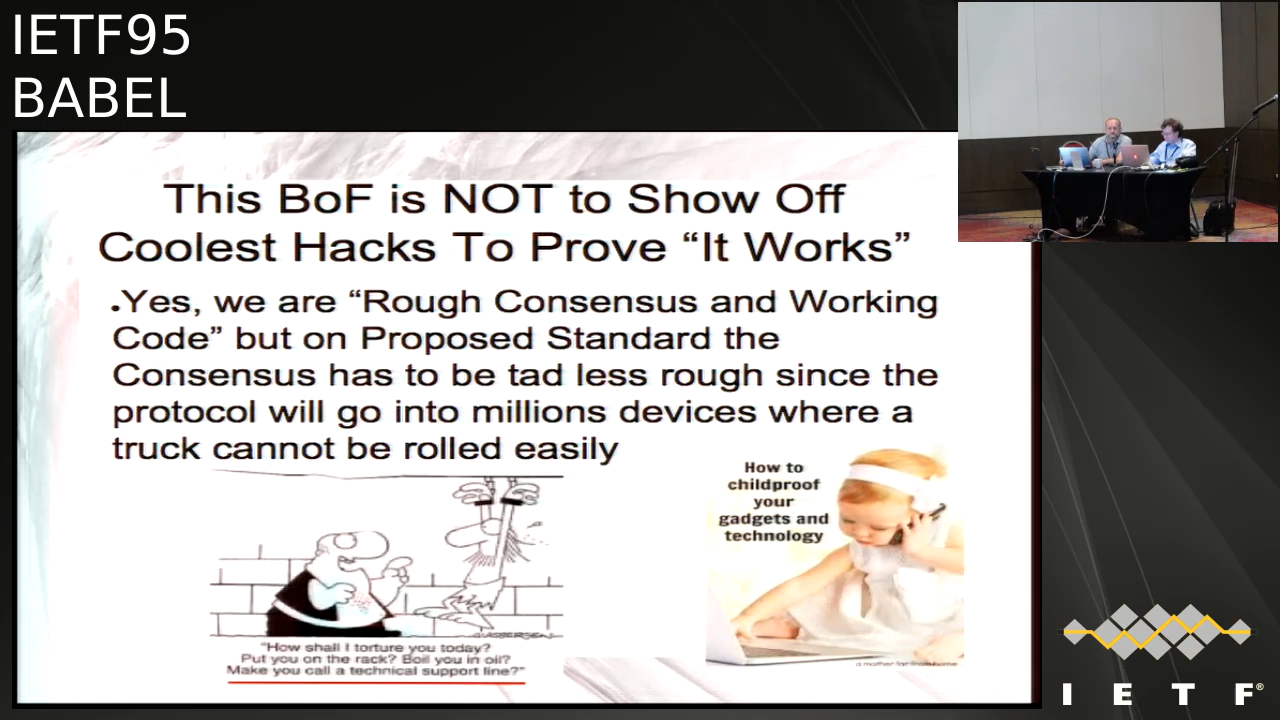 IETF95
BABEL
This BoF is NOT to Show Off
Coolest Hacks To Prove “It Works”
.Yes, we are “Rough Consensus and Working
Code” but on Proposed Standard the
Consensus has to be tad less rough since the
protocol will go into millions devices where a
truck cannot be rolled easily
How to
childproof
your
gadgets and
technology
"How shall I torture you today?
Put you on the rack? Boil you in oil?
Make you call a technical support line?"
a mother far from home
I E T F®